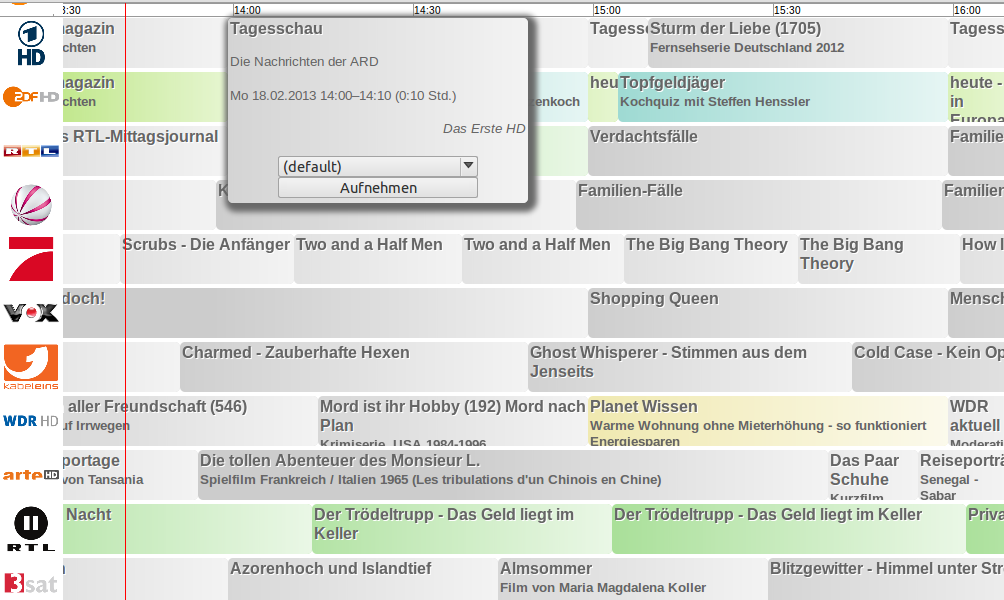 3:30 14:00 14:30 15:00 15:30 16:00
HD
magazin
chten
Tagesschau
Die Nachrichten der ARD
Mo 18.02.2013 14:00–14:10 (0:10 Std.)
Das Erste HD
(default)
Aufnehmen
Tagess
Sturm der Liebe (1705)
Fernsehserie Deutschland 2012
Tagess
ZDF HD
magazin
chten
enkoch
heu
Topfgeldjäger
Kochquiz mit Steffen Henssler
heute -
in
Europa
RTL
s RTL-Mittagsjournal
Verdachtsfälle
Familie
K
Familien-Fälle
Familien
Scrubs - Die Anfänger
Two and a Half Men
Two and a Half Men
The Big Bang Theory
The Big Bang
Theory
How I
VOX
doch!
Shopping Queen
Mensch
kabeleins
Charmed - Zauberhafte Hexen
Ghost Whisperer - Stimmen aus dem
Jenseits
Cold Case - Kein Op
WDR HD
aller Freundschaft (546)
uf Irrwegen
Mord ist ihr Hobby (192) Mord nach
Plan
Krimiserie, USA 1984-1996
Planet Wissen
Warme Wohnung ohne Mieterhöhung - so funktioniert
Energiesparen
WDR
aktuell
Moderati
arte HD
portage
von Tansania
Die tollen Abenteuer des Monsieur L.
Spielfilm Frankreich / Italien 1965 (Les tribulations d'un Chinois en Chine)
Das Paar
Schuhe
Kurzfilm
Reiseporträ
Senegal -
Sabar
RTL
Nacht
Der Trödeltrupp - Das Geld liegt im
Keller
Der Trödeltrupp - Das Geld liegt im Keller
Priva
3sat
Azorenhoch und Islandtief
Almsommer
Film von Maria Magdalena Koller
Blitzgewitter - Himmel unter Str